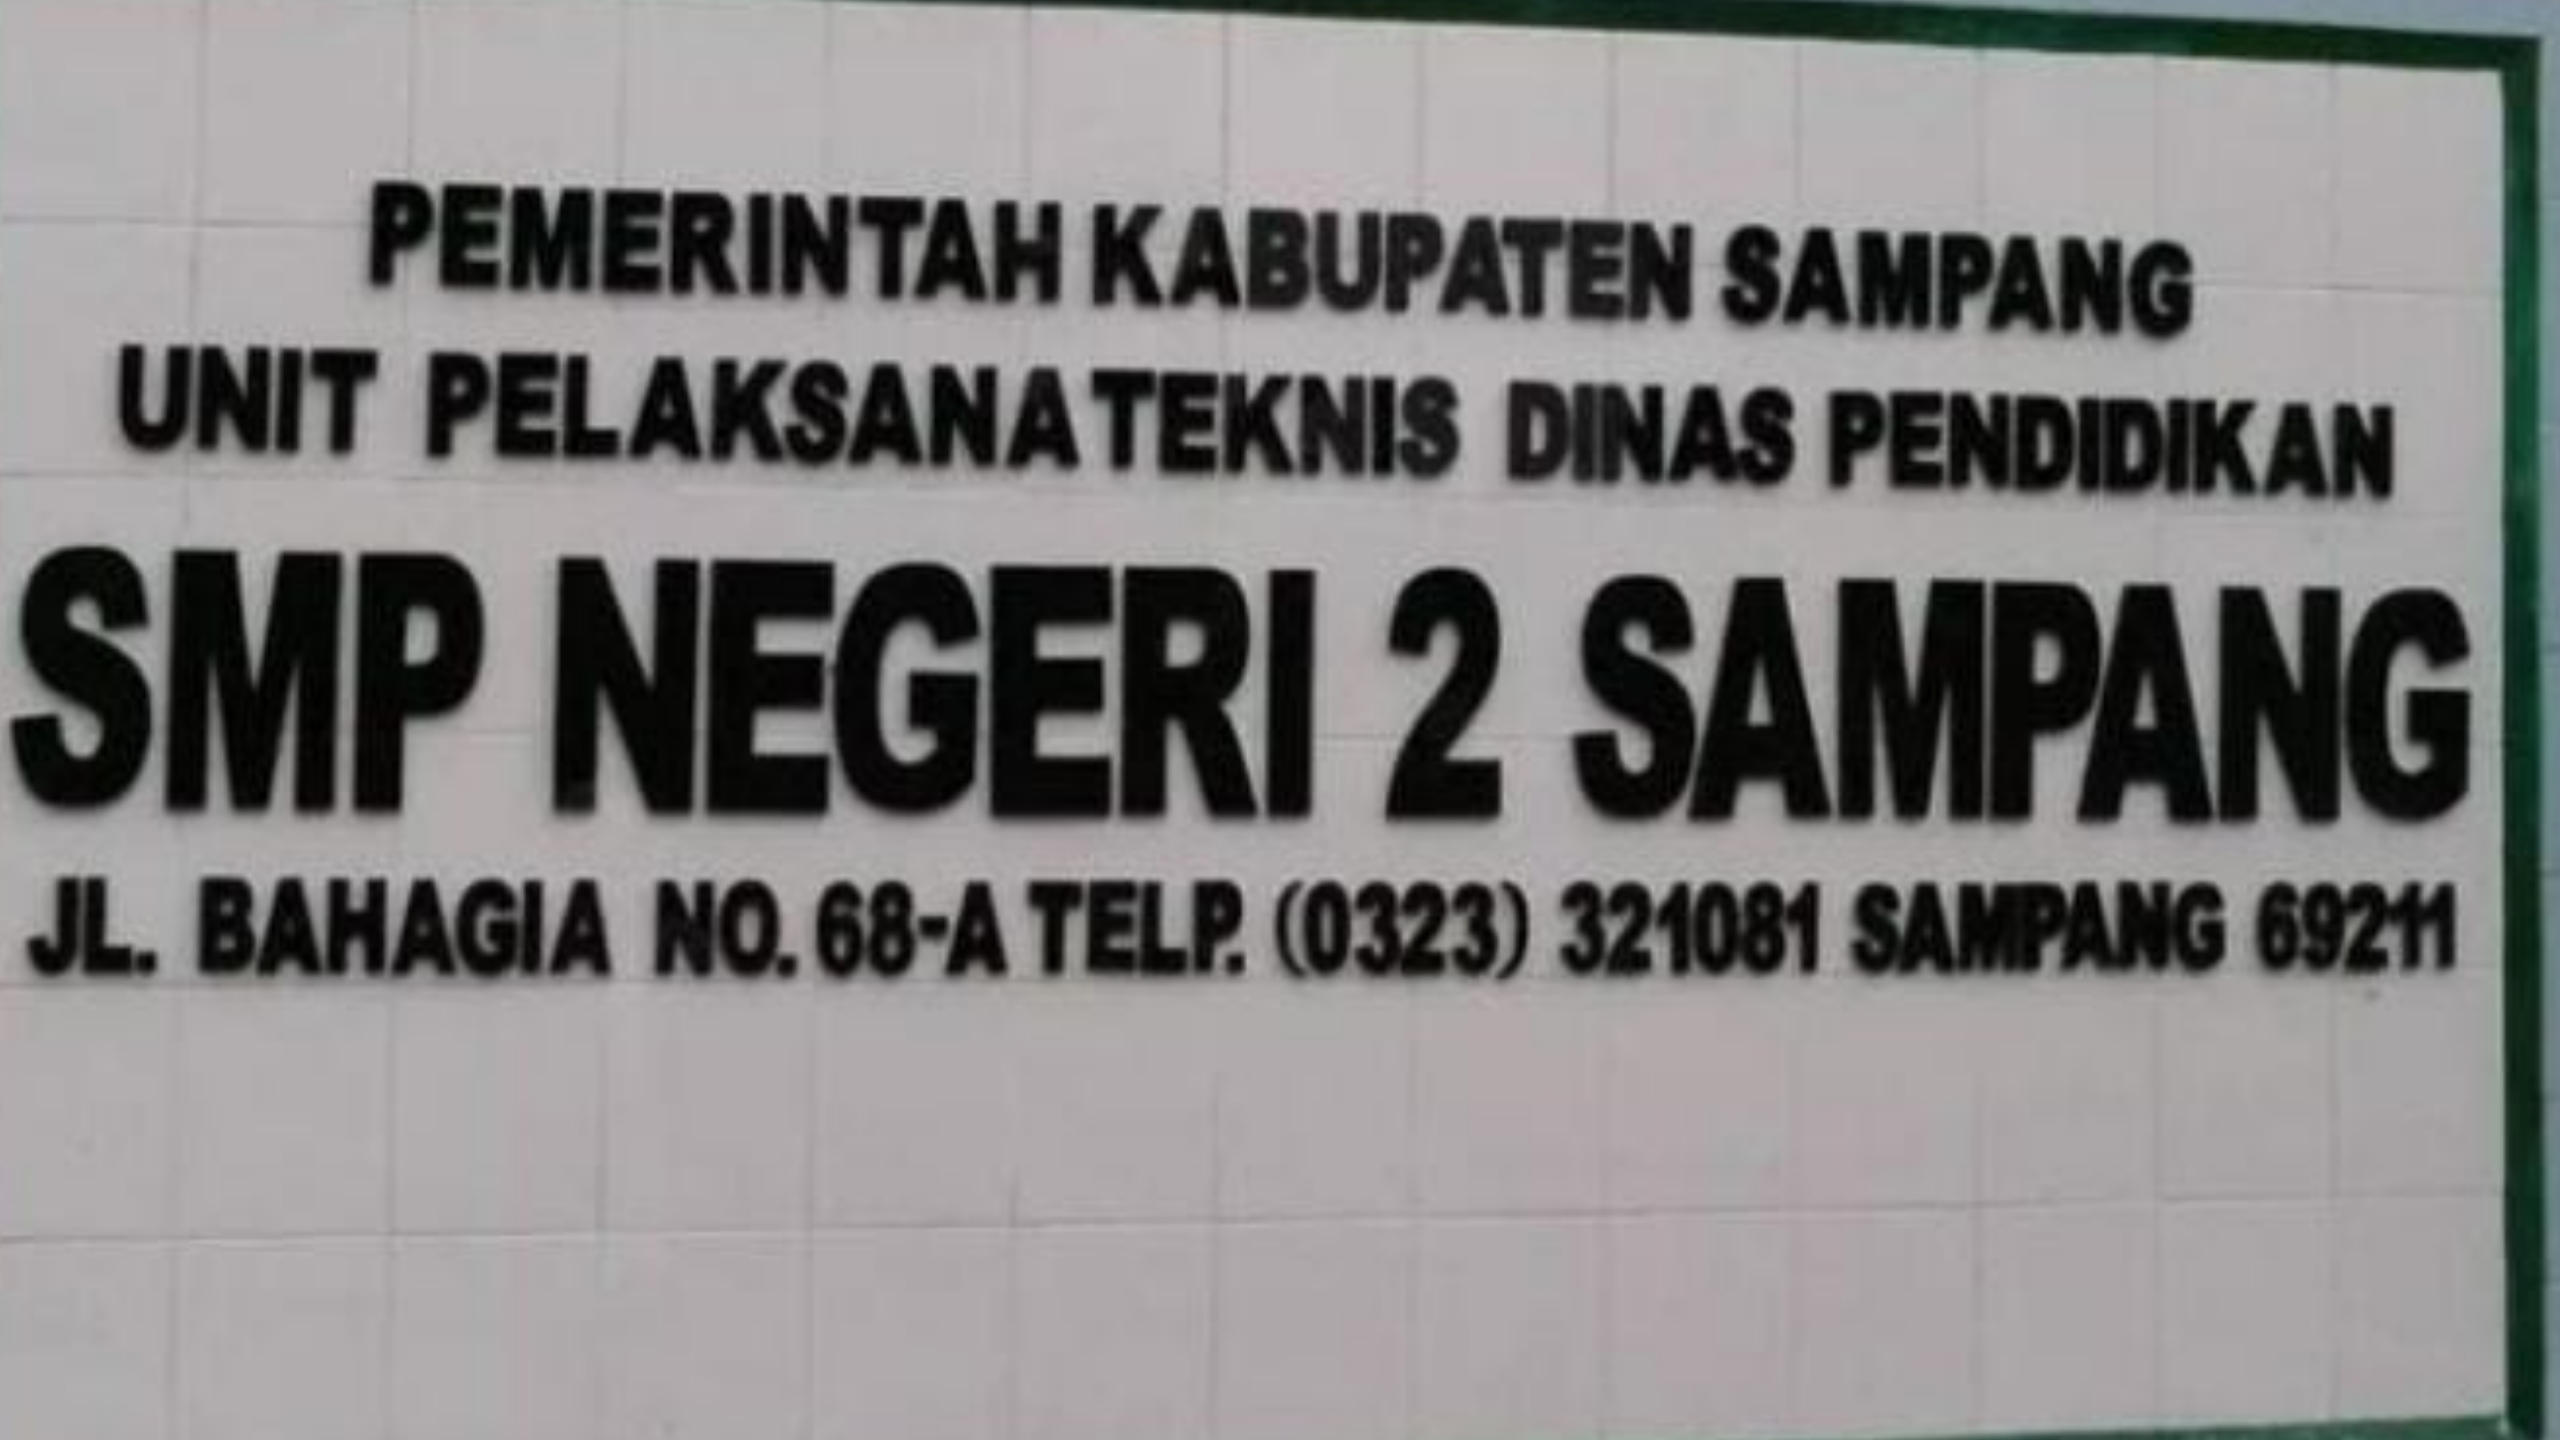 PEMERINTAH KABUPATEN SAMPANG
UNIT PELAKSANA TEKNIS DINAS PENDIDIKAN
SMP NEGERI 2 SAMPANG
JL. BAHAGIA NO. 68-A TELP. (0323) 321081 SAMPANG 69211